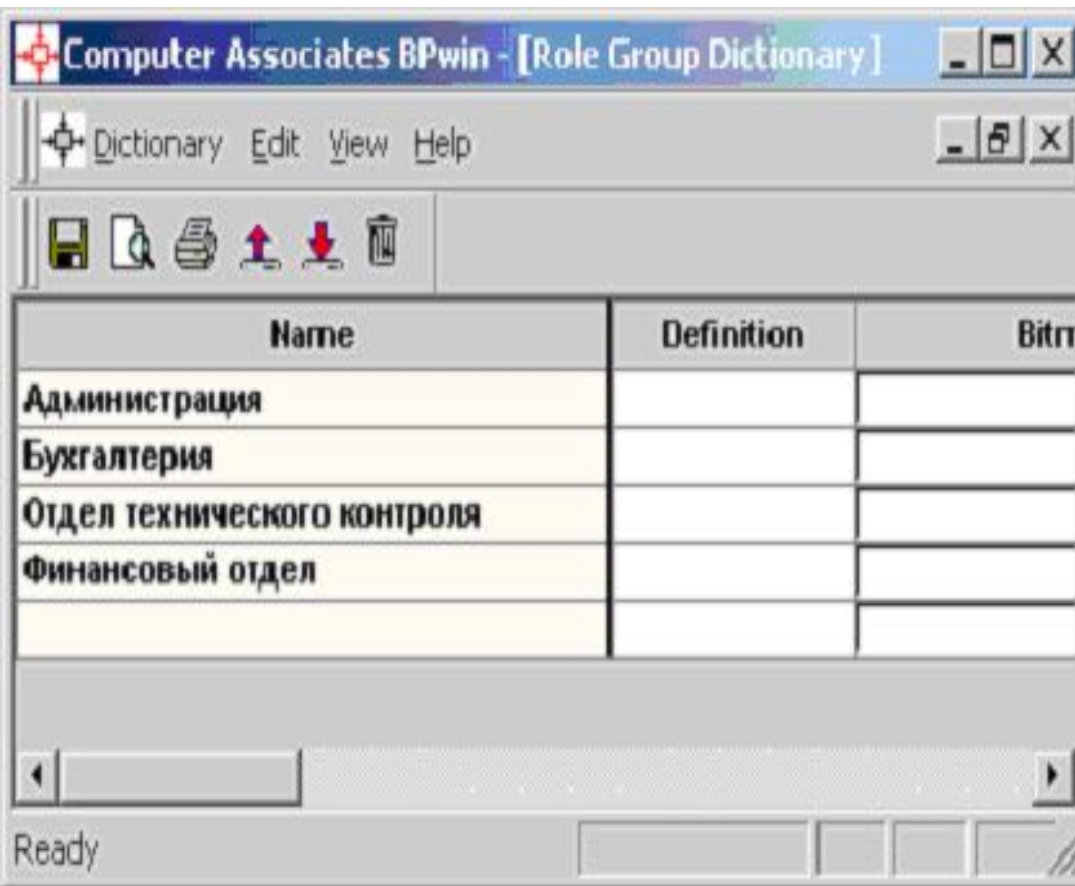 Computer Associates BPwin - [Role Group Dictionary]
Dictionary Edit View Help
Name Definition
Администрация
Бухгалтерия
Отдел технического контроля
Финансовый отдел
Ready